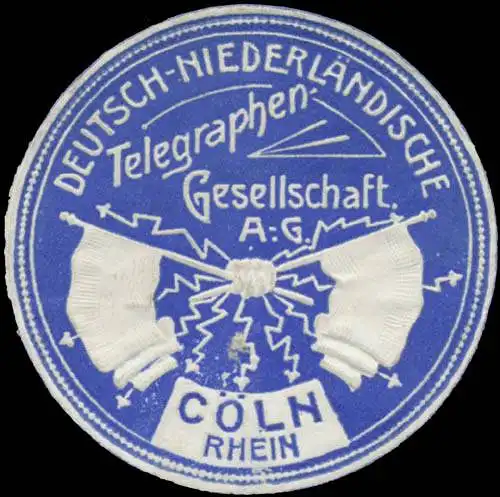 DEUTSCH-NIEDERLÄNDISCHE
Telegraphen-
Gesellschaft.
A.-G.
CÖLN
RHEIN